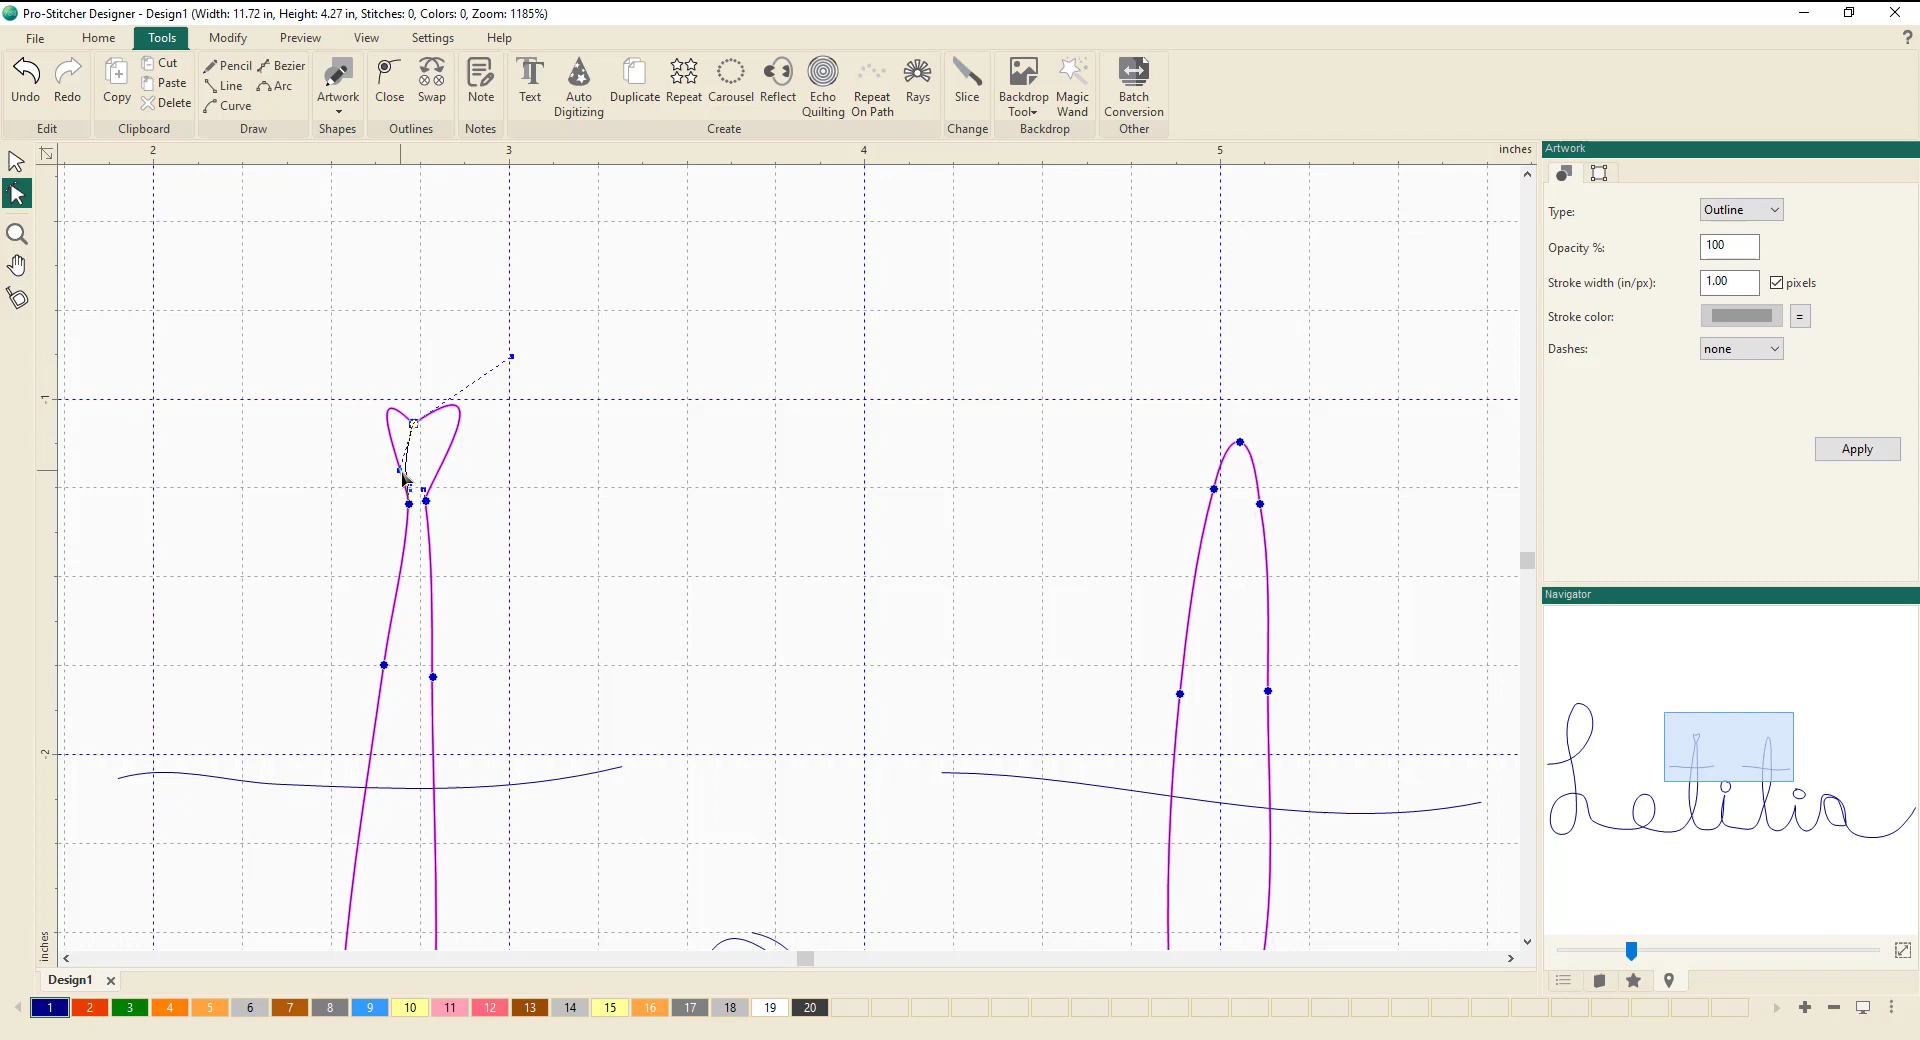 Pro-Stitcher Designer - Design1 (Width: 11.72 in, Height: 4.27 in, Stitches: 0, Colors: 0, Zoom: 1185%)
File Home Tools Modify Preview View Settings Help ?
Undo Redo Copy Cut Paste Delete Pencil Bezier Line Arc Curve Artwork Close Swap Note Text Auto Digitizing Duplicate Repeat Carousel Reflect Echo Quilting Repeat On Path Rays Slice Backdrop Tool Magic Wand Batch Conversion
Edit Clipboard Draw Shapes Outlines Notes Create Change Backdrop Other
2 3 4 5 inches
-1
-2
inches
Artwork
Type: Outline
Opacity %: 100
Stroke width (in/px): 1.00 pixels
Stroke color: =
Dashes: none
Apply
Navigator
Letitia
Design1
1 2 3 4 5 6 7 8 9 10 11 12 13 14 15 16 17 18 19 20